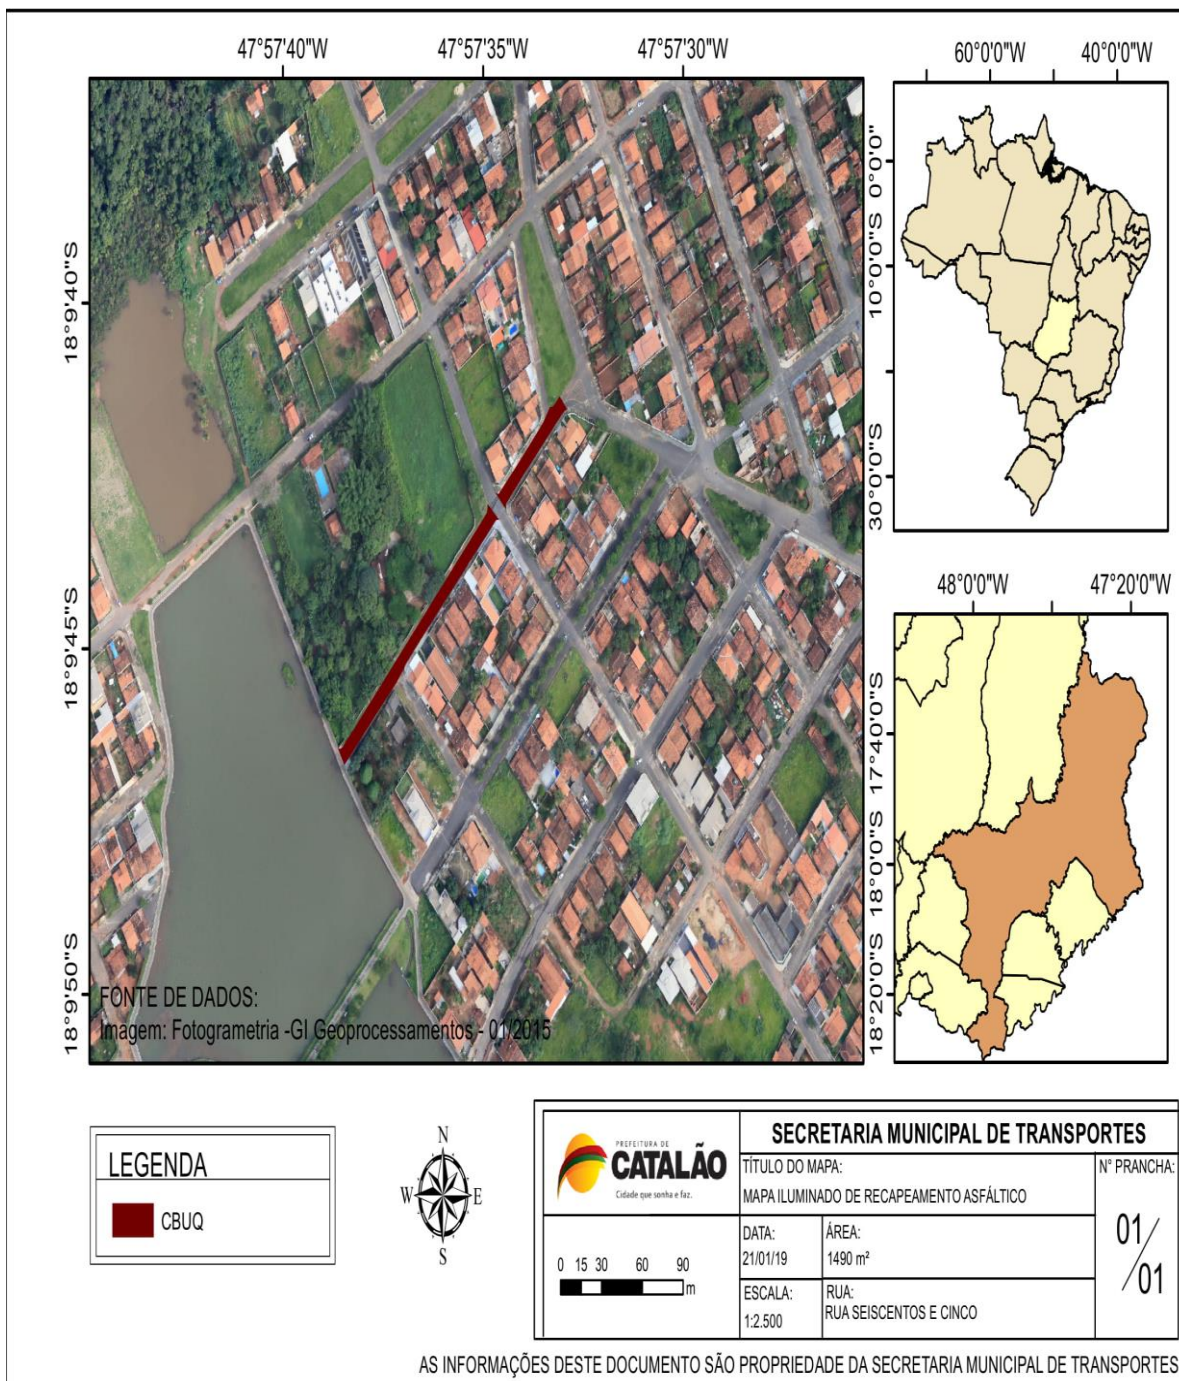 47°57'40"W 47°57'35"W 47°57'30"W
60°0'0"W 40°0'0"W
18°9'40"S
18°9'45"S
18°9'50"S
0°0'0"
10°0'0"S
30°0'0"S
48°0'0"W 47°20'0"W
17°40'0"S
18°0'0"S
18°20'0"S
FONTE DE DADOS:
Imagem: Fotogrametria -GI Geoprocessamentos - 01/2015
LEGENDA
CBUQ
N
W E
S
PREFEITURA DE
CATALÃO
Cidade que sonha e faz.
0 15 30 60 90
m
SECRETARIA MUNICIPAL DE TRANSPORTES
TÍTULO DO MAPA:
MAPA ILUMINADO DE RECAPEAMENTO ASFÁLTICO
N° PRANCHA:
01/01
DATA:
21/01/19
ÁREA:
1490 m²
ESCALA:
1:2.500
RUA:
RUA SEISCENTOS E CINCO
AS INFORMAÇÕES DESTE DOCUMENTO SÃO PROPRIEDADE DA SECRETARIA MUNICIPAL DE TRANSPORTES